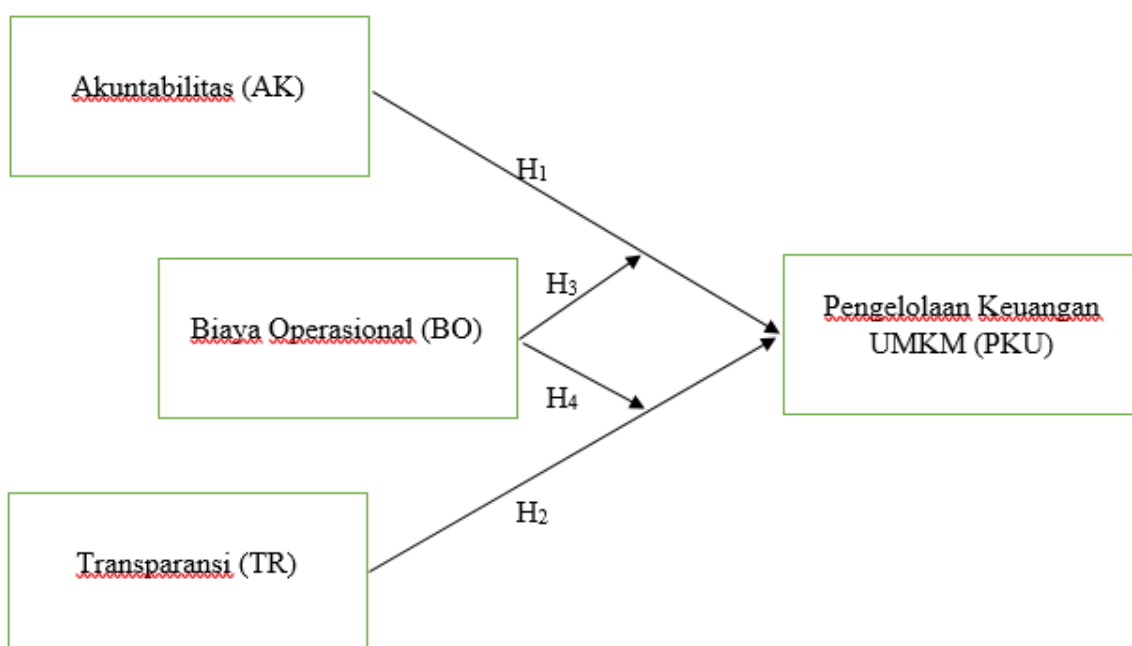 Akuntabilitas (AK)
H1
Biaya Operasional (BO)
H3
H4
Pengelolaan Keuangan
UMKM (PKU)
H2
Transparansi (TR)